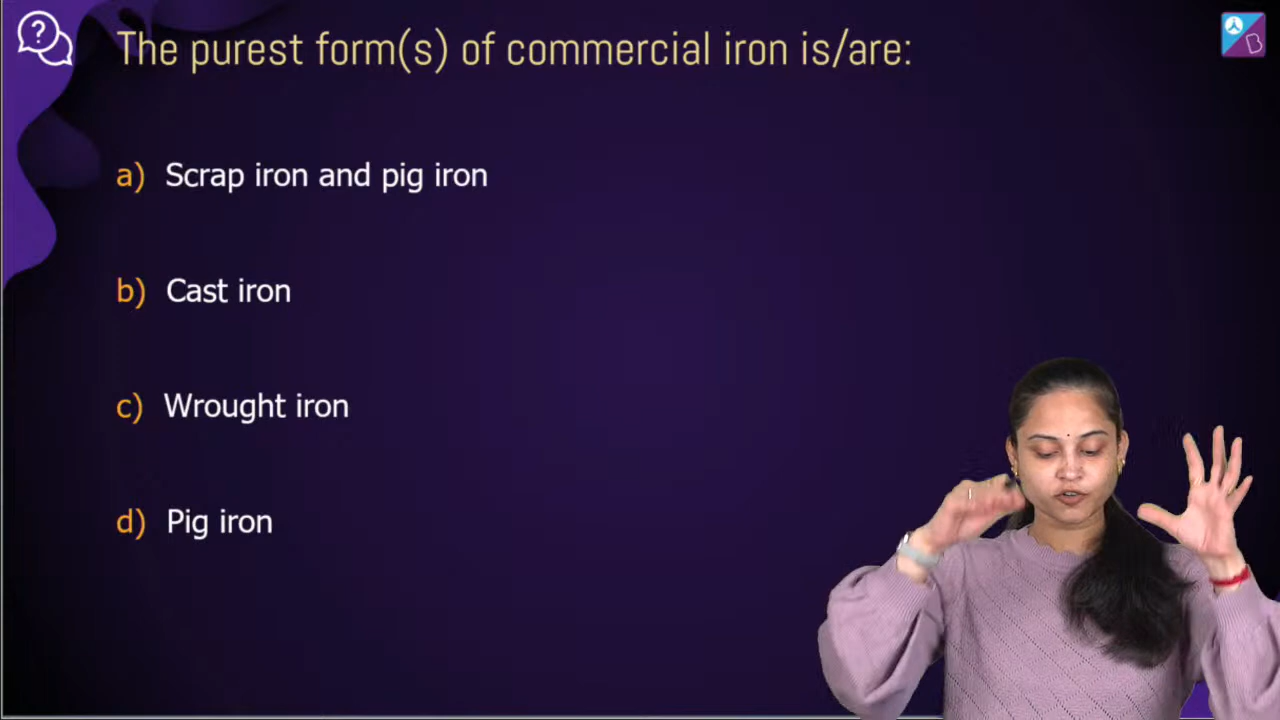 The purest form(s) of commercial iron is/are:
a) Scrap iron and pig iron
b) Cast iron
c) Wrought iron
d) Pig iron